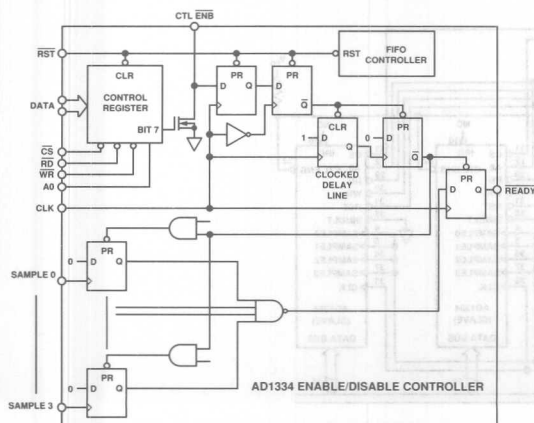 CTL ENB
RST
RST
FIFO CONTROLLER
CLR
CONTROL REGISTER
BIT 7
DATA
CS
RD
WR
A0
CLK
PR
D Q
PR
D Q
1 D
CLR
Q
0 D
PR
Q
CLOCKED DELAY LINE
PR
D Q
READY
PR
0 D Q
SAMPLE 0
PR
0 D Q
SAMPLE 3
AD1334 ENABLE/DISABLE CONTROLLER